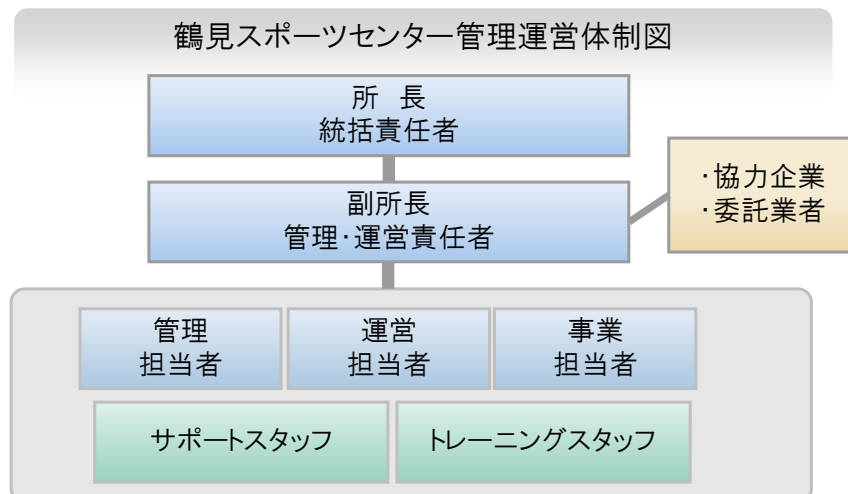 鶴見スポーツセンター管理運営体制図
所　長
統括責任者
副所長
管理・運営責任者
・協力企業
・委託業者
管理
担当者
運営
担当者
事業
担当者
サポートスタッフ
トレーニングスタッフ